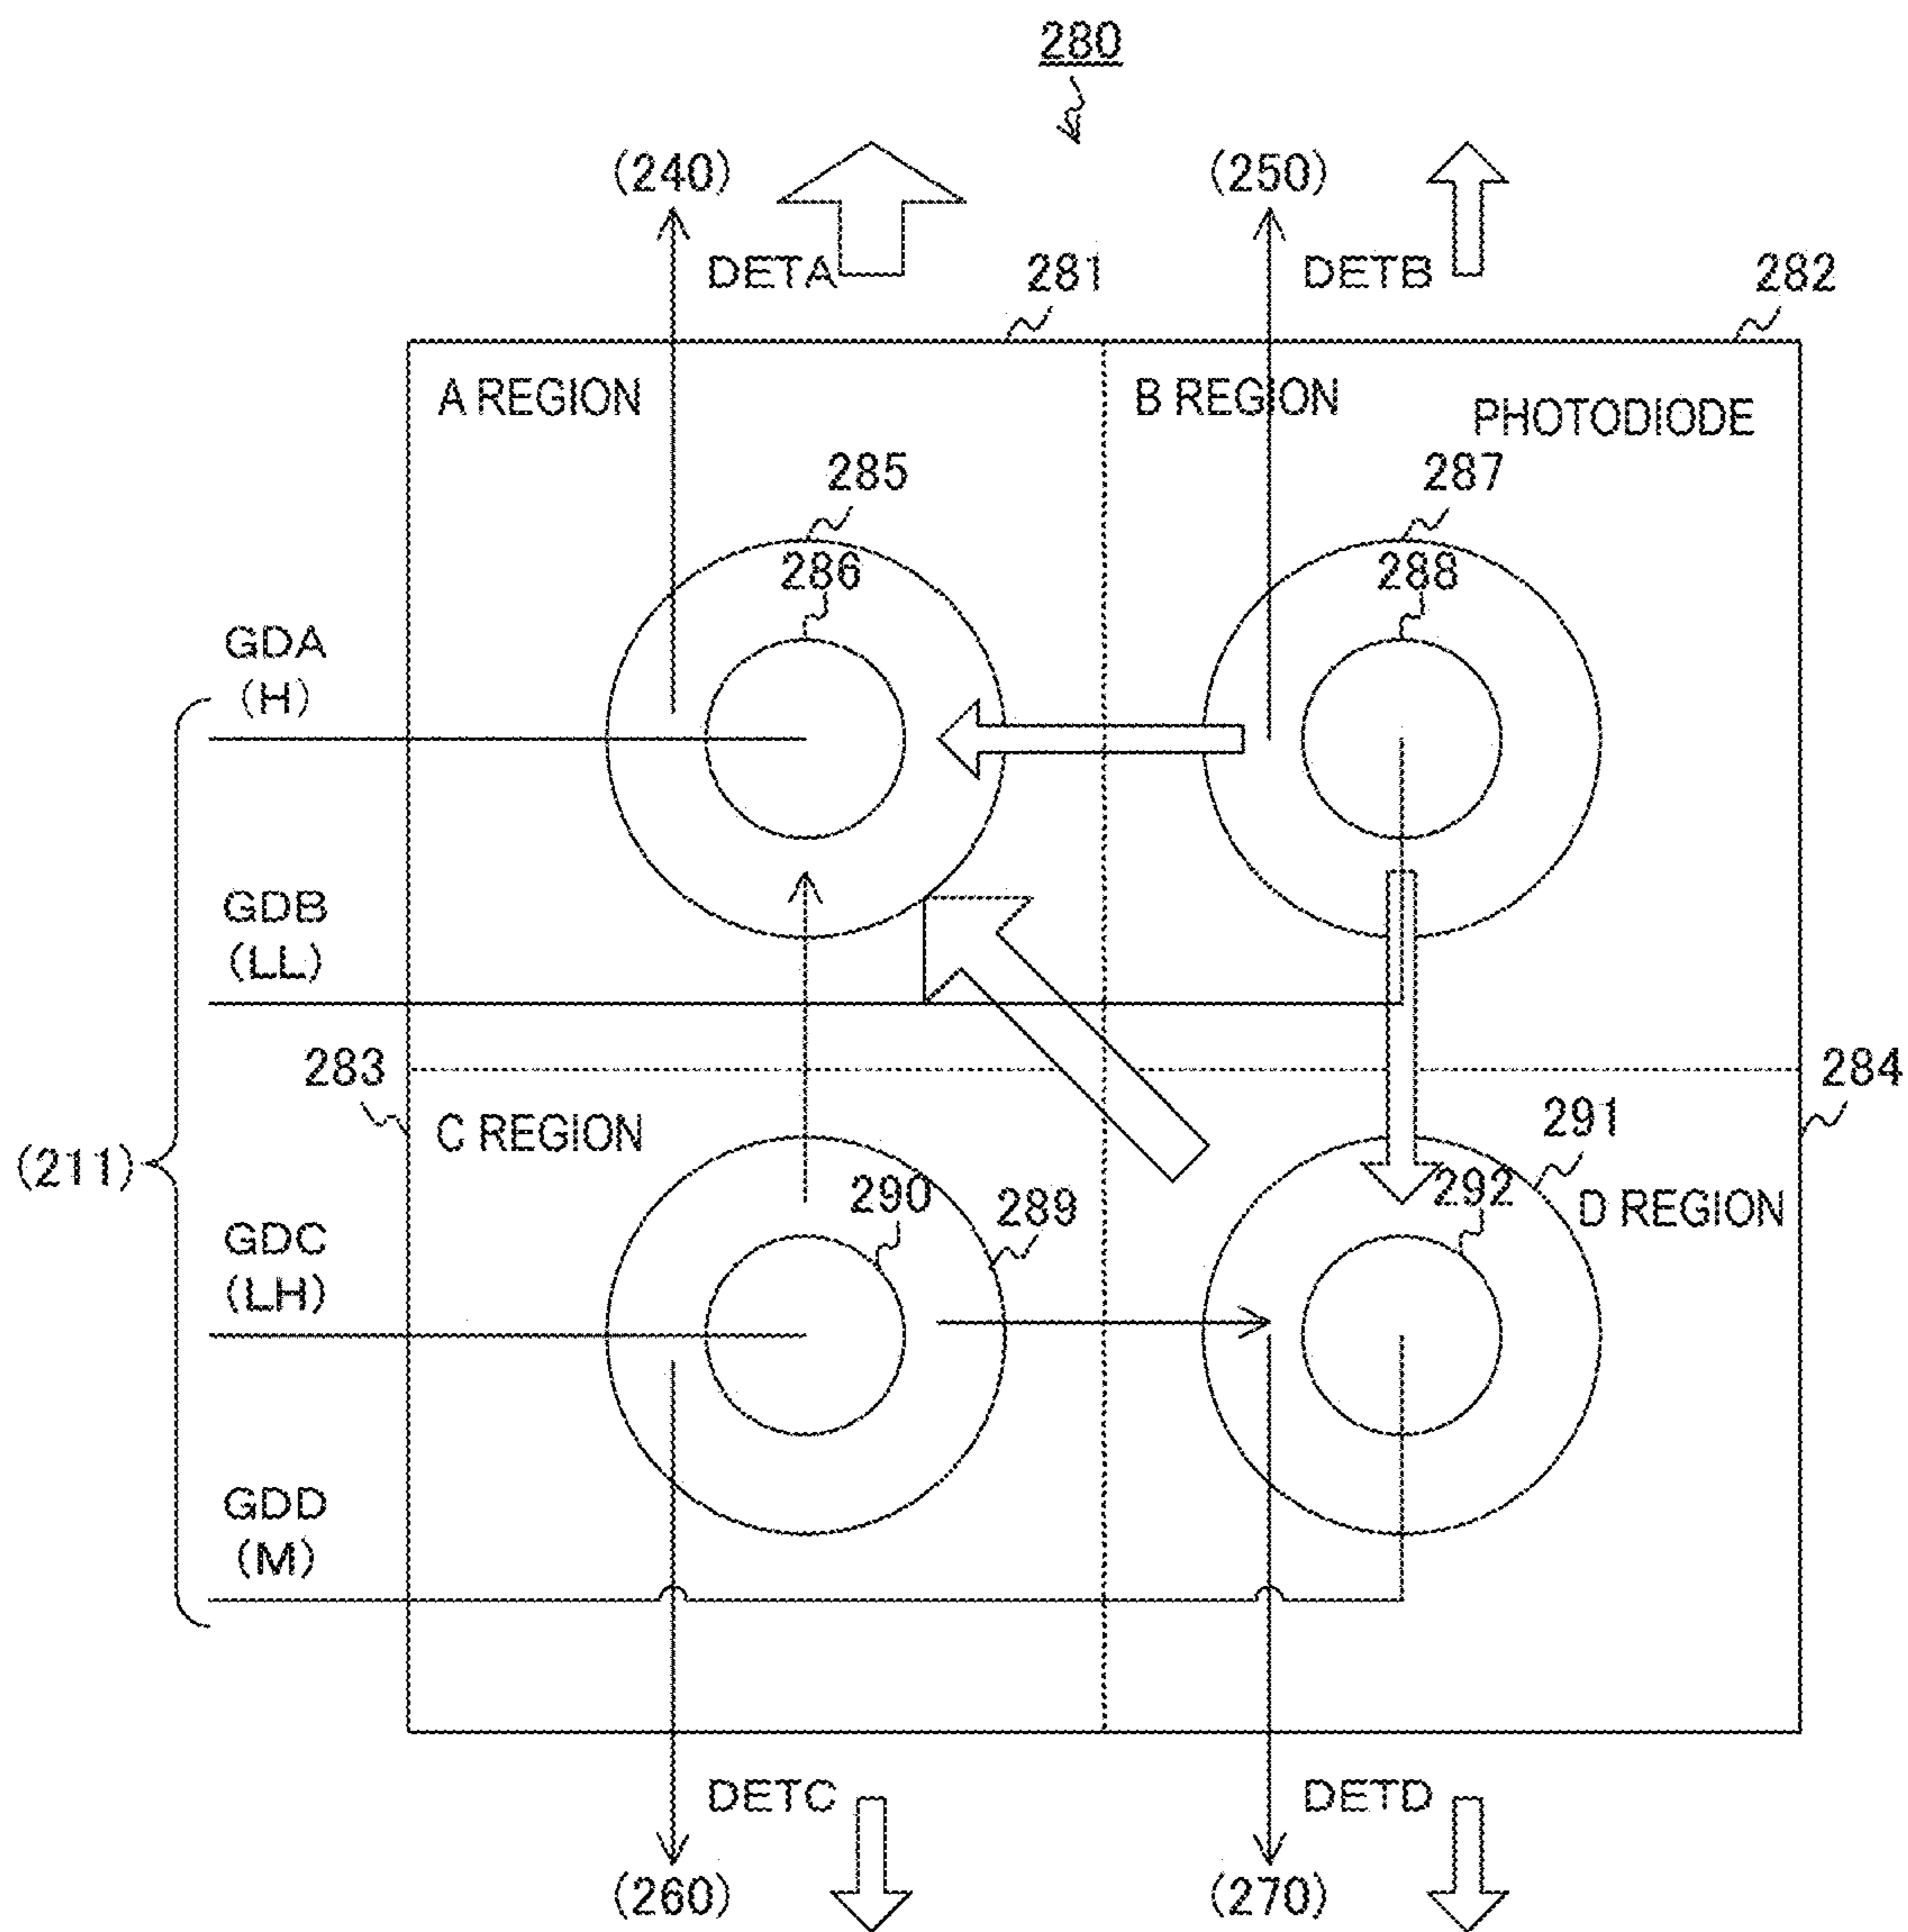 280
(240)
(250)
DETA
281
DETB
282
A REGION
B REGION
PHOTODIODE
285
287
286
288
GDA
(H)
GDB
(LL)
283
284
C REGION
291
(211)
290
289
292
D REGION
GDC
(LH)
GDD
(M)
DETC
DETD
(260)
(270)